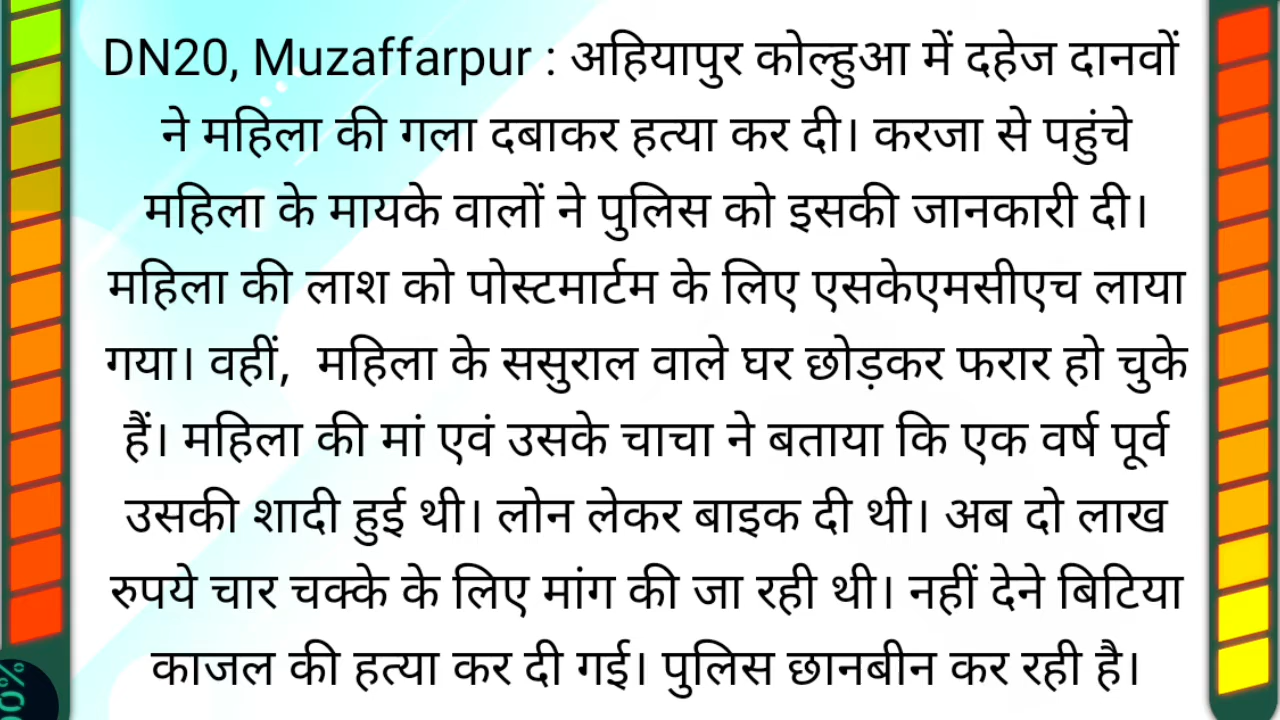 DN20, Muzaffarpur : अहियापुर कोल्हुआ में दहेज दानवों
ने महिला की गला दबाकर हत्या कर दी। करजा से पहुंचे
महिला के मायके वालों ने पुलिस को इसकी जानकारी दी।
महिला की लाश को पोस्टमार्टम के लिए एसकेएमसीएच लाया
गया। वहीं, महिला के ससुराल वाले घर छोड़कर फरार हो चुके
हैं। महिला की मां एवं उसके चाचा ने बताया कि एक वर्ष पूर्व
उसकी शादी हुई थी। लोन लेकर बाइक दी थी। अब दो लाख
रुपये चार चक्के के लिए मांग की जा रही थी। नहीं देने बिटिया
काजल की हत्या कर दी गई। पुलिस छानबीन कर रही है।